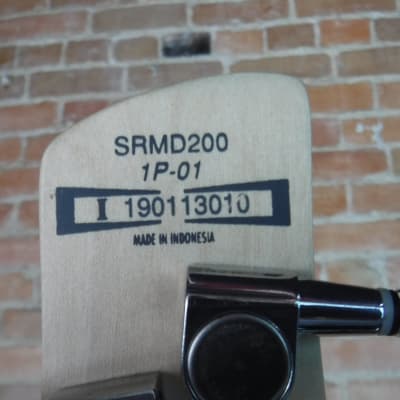 SRMD200
1P-01
I 190113010
MADE IN INDONESIA